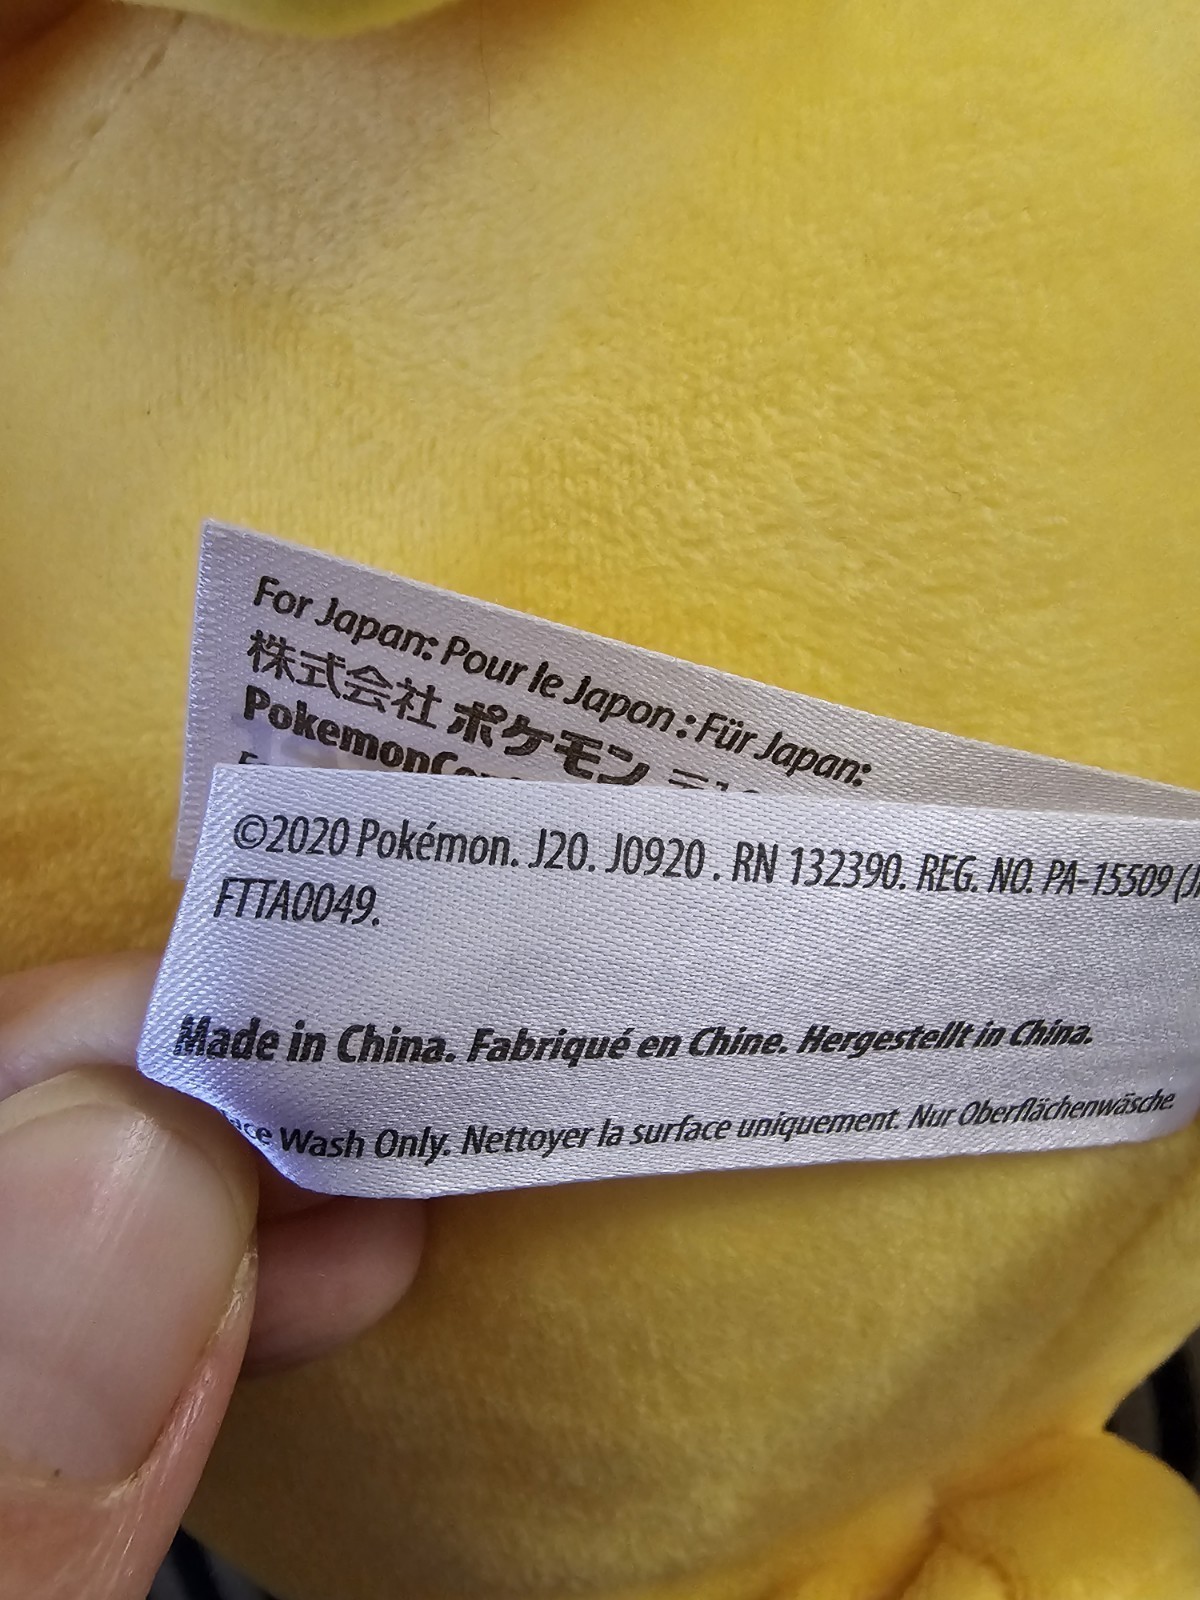 For Japan: Pour le Japon : Für Japan:
株式会社 ポケモン
©2020 Pokémon. J20. J0920 . RN 132390. REG. NO. PA-15509
FTTA0049.
Made in China. Fabriqué en Chine. Hergestellt in China.
Wash Only. Nettoyer la surface uniquement. Nur Oberflächenwäsche.